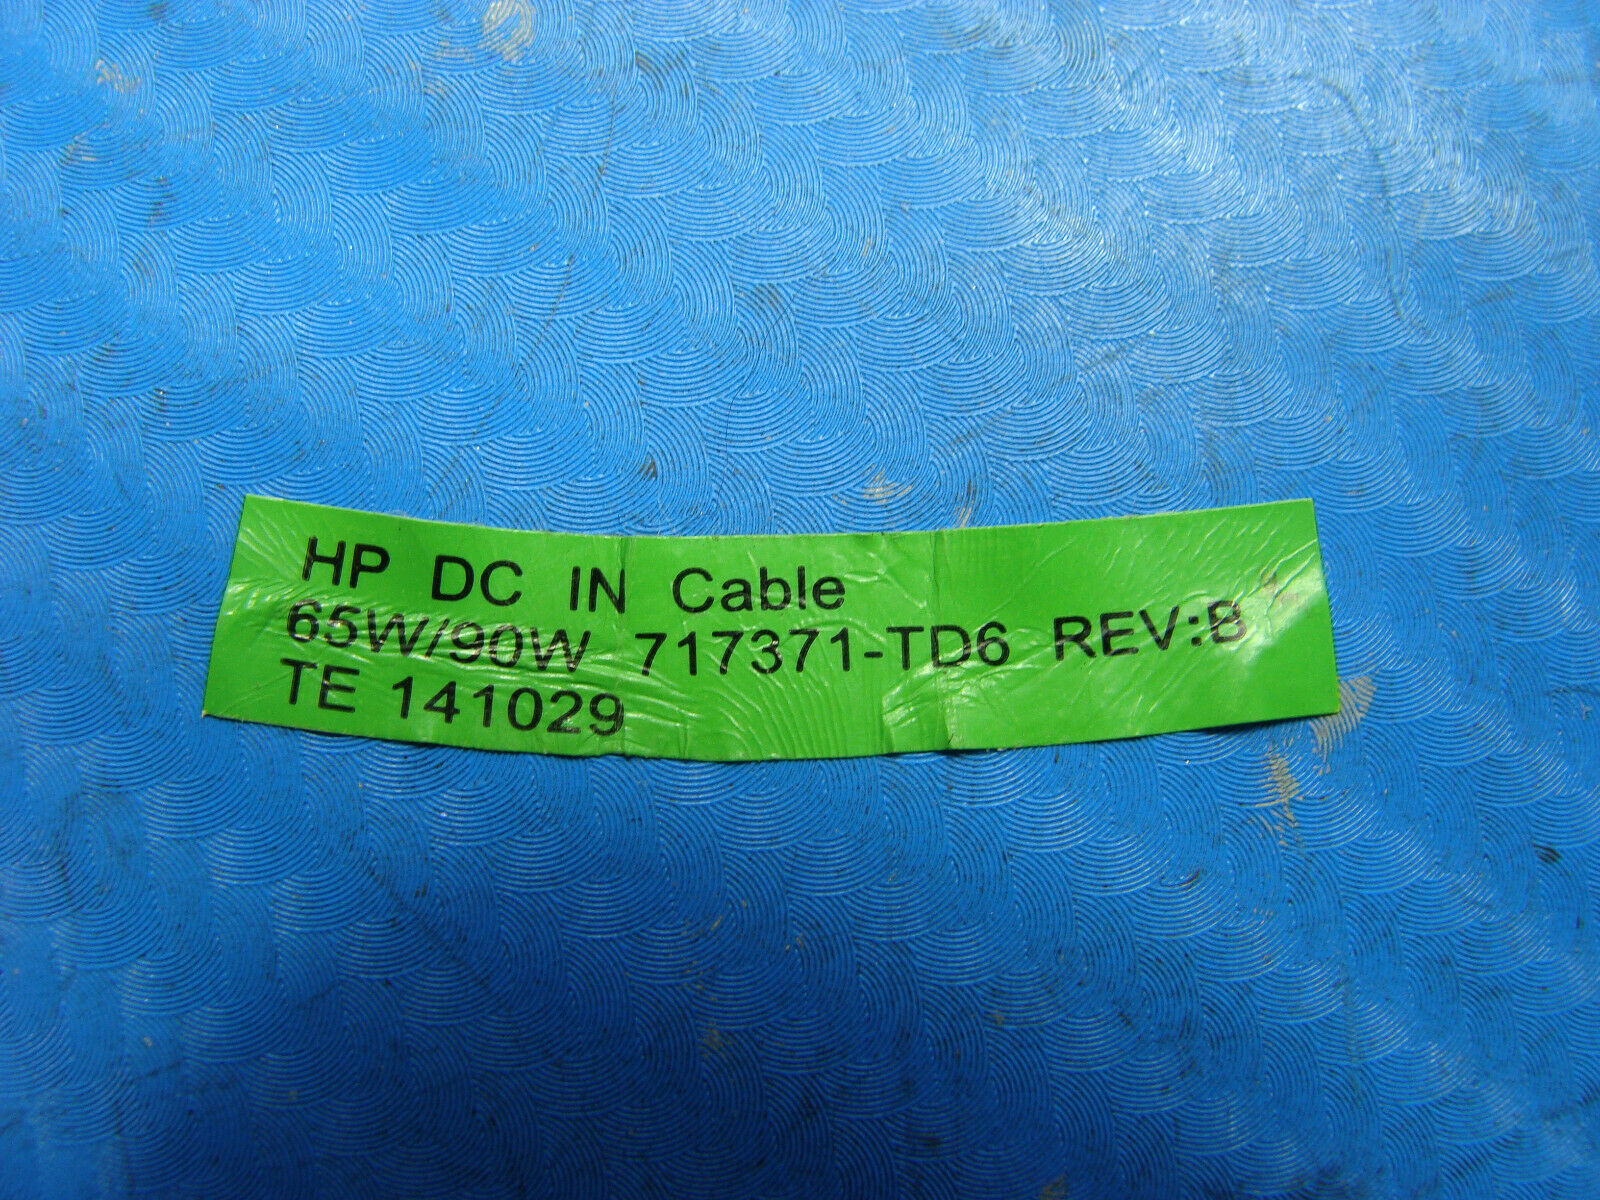 HP DC IN Cable
65W/90W 717371-TD6 REV:B
TE 141029